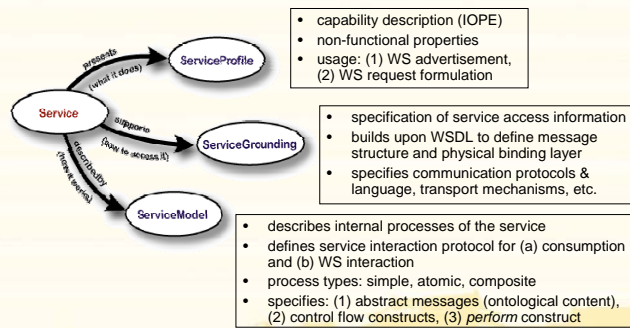 • capability description (IOPE)
• non-functional properties
• usage: (1) WS advertisement,
(2) WS request formulation
presents
(what it does)
ServiceProfile
Service
supports
(how to access it)
ServiceGrounding
• specification of service access information
• builds upon WSDL to define message
structure and physical binding layer
• specifies communication protocols &
language, transport mechanisms, etc.
describedby
(how it works)
ServiceModel
• describes internal processes of the service
• defines service interaction protocol for (a) consumption
and (b) WS interaction
• process types: simple, atomic, composite
• specifies: (1) abstract messages (ontological content),
(2) control flow constructs, (3) perform construct